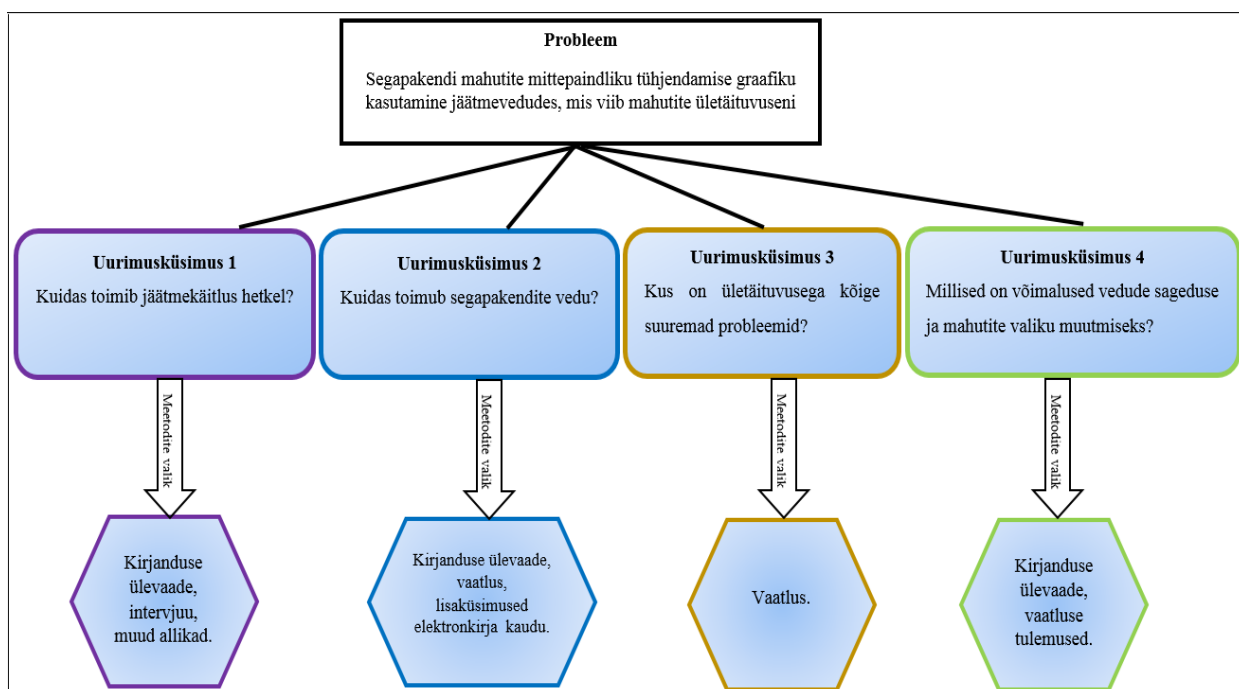 Probleem
Segapakendi mahutite mittepaindliku tühjendamise graafiku
kasutamine jäätmevedudes, mis viib mahutite ületäituvuseni
Uurimusküsimus 1
Kuidas toimib jäätmekäitlus hetkel?
Uurimusküsimus 2
Kuidas toimub segapakendite vedu?
Uurimusküsimus 3
Kus on ületäituvusega kõige
suuremad probleemid?
Uurimusküsimus 4
Millised on võimalused vedude sageduse
ja mahutite valiku muutmiseks?
Meetodite valik
Meetodite valik
Meetodite valik
Meetodite valik
Kirjanduse
ülevaade,
intervjuu,
muud allikad.
Kirjanduse ülevaade,
vaatlus,
lisaküsimused
elektronkirja kaudu.
Vaatlus.
Kirjanduse
ülevaade,
vaatluse
tulemused.